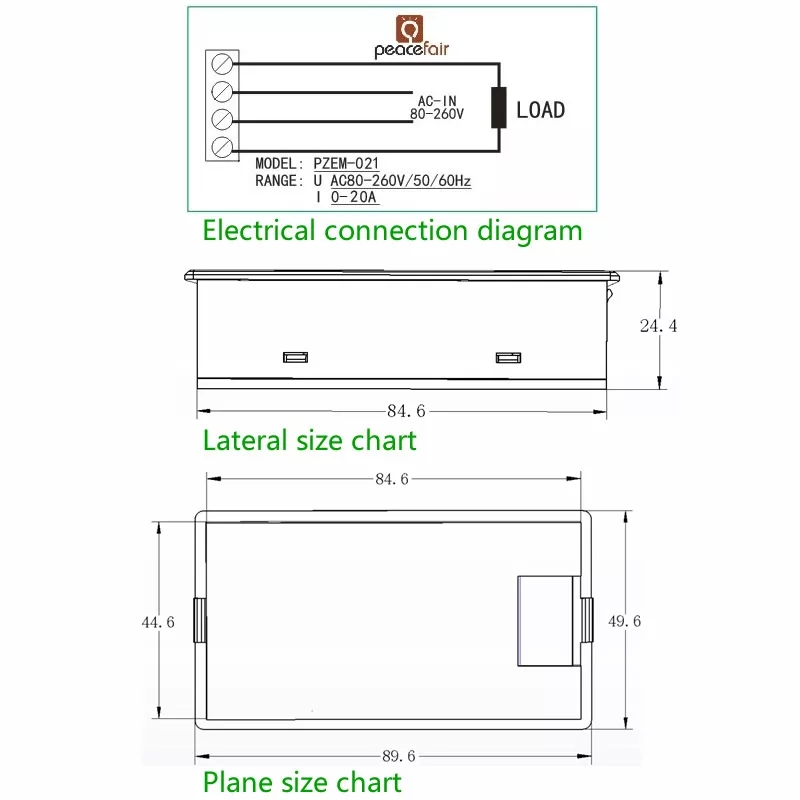 peacefair
AC-IN
80-260V
LOAD
MODEL: PZEM-021
RANGE: U AC80-260V/50/60Hz
I 0-20A
Electrical connection diagram
24.4
84.6
Lateral size chart
84.6
44.6
49.6
89.6
Plane size chart